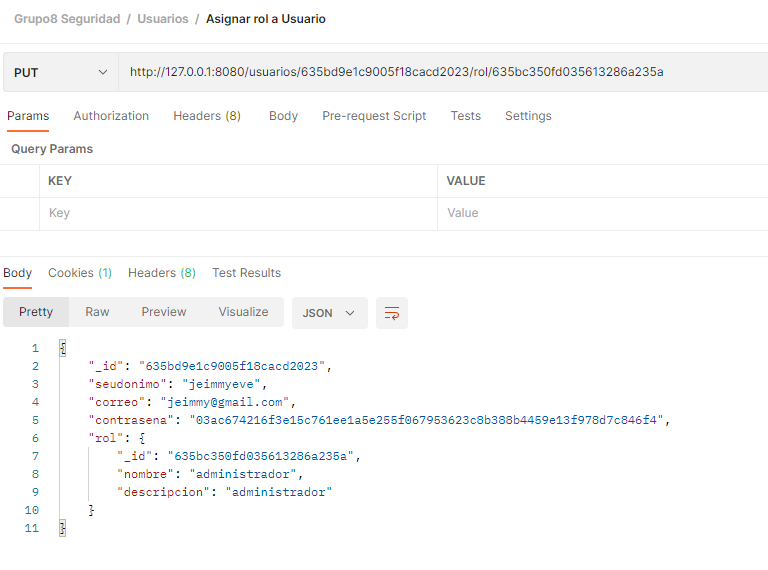 Grupo8 Seguridad / Usuarios / Asignar rol a Usuario
PUT http://127.0.0.1:8080/usuarios/635bd9e1c9005f18cacd2023/rol/635bc350fd035613286a235a
Params Authorization Headers (8) Body Pre-request Script Tests Settings
Query Params
KEY VALUE
Key Value
Body Cookies (1) Headers (8) Test Results
Pretty Raw Preview Visualize JSON
1 {
2 "_id": "635bd9e1c9005f18cacd2023",
3 "seudonimo": "jeimmyeve",
4 "correo": "jeimmy@gmail.com",
5 "contrasena": "03ac674216f3e15c761ee1a5e255f067953623c8b388b4459e13f978d7c846f4",
6 "rol": {
7 "_id": "635bc350fd035613286a235a",
8 "nombre": "administrador",
9 "descripcion": "administrador"
10 }
11 }